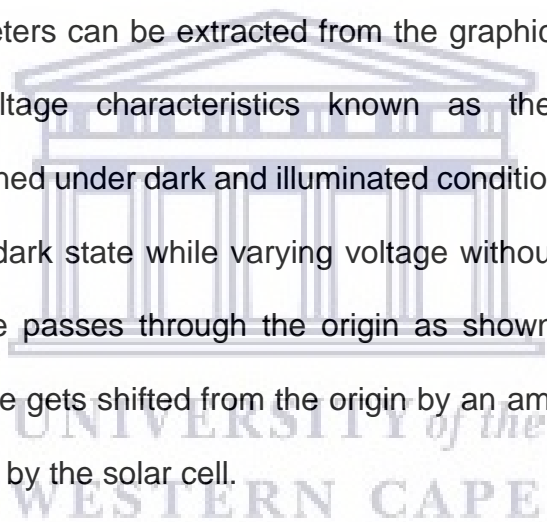 eters can be extracted from the graphic
ltage characteristics known as the
ned under dark and illuminated conditio
dark state while varying voltage withou
e passes through the origin as shown
e gets shifted from the origin by an am
UNIVERSITY of the
by the solar cell.
WESTERN CAPE